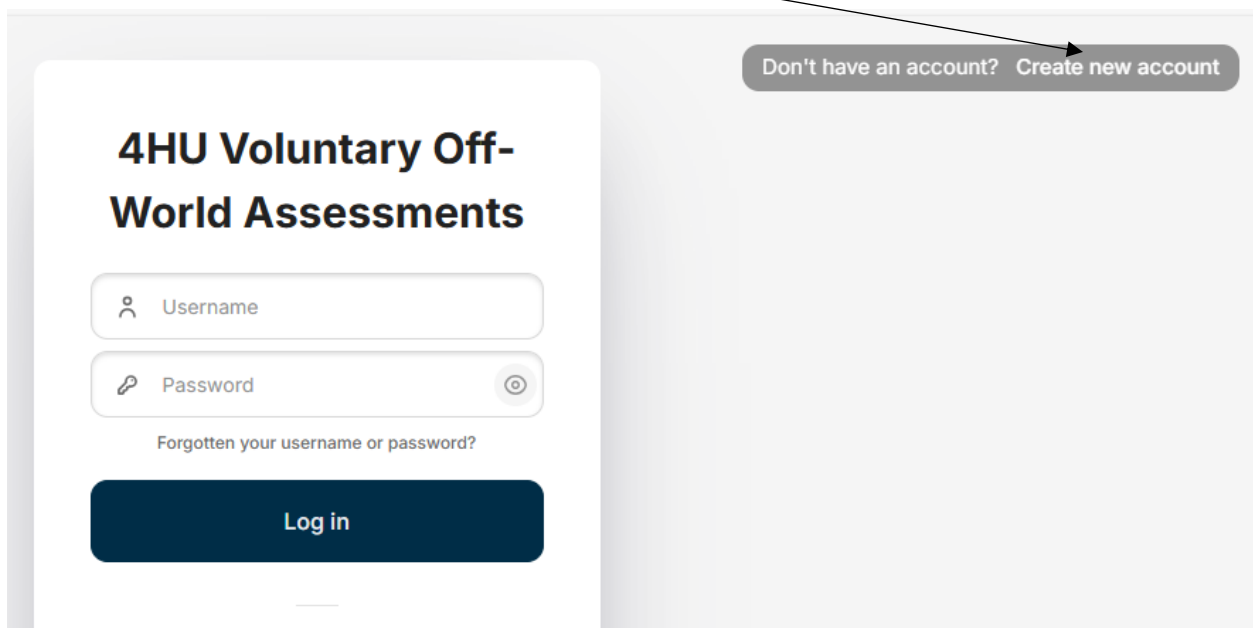 Don't have an account? Create new account
4HU Voluntary Off-
World Assessments
Username
Password
Forgotten your username or password?
Log in